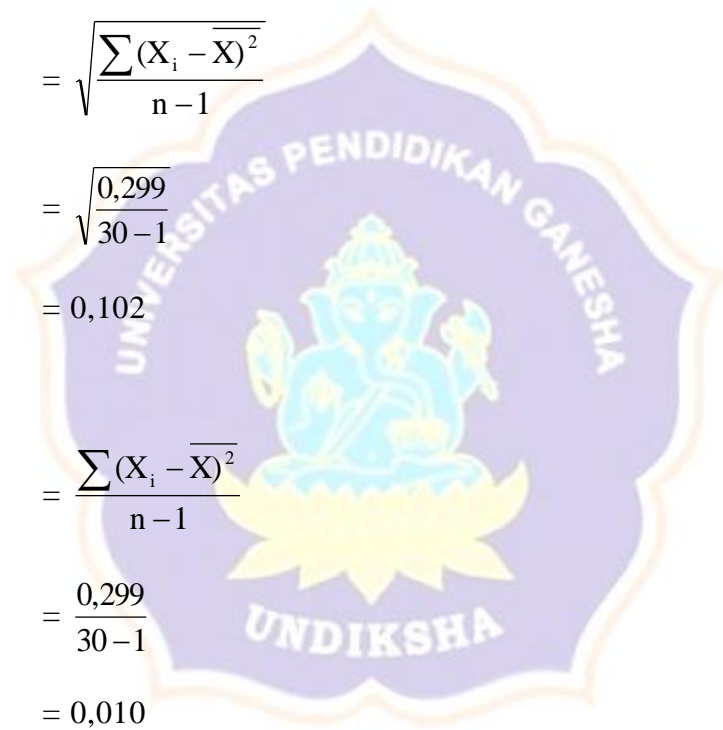 = √(∑(Xᵢ – X̅)² / n – 1)
= √(0,299 / 30 – 1)
= 0,102
= ∑(Xᵢ – X̅)² / n – 1
= 0,299 / 30 – 1
= 0,010
UNIVERSITAS PENDIDIKAN GANESHA
UNDIKSHA